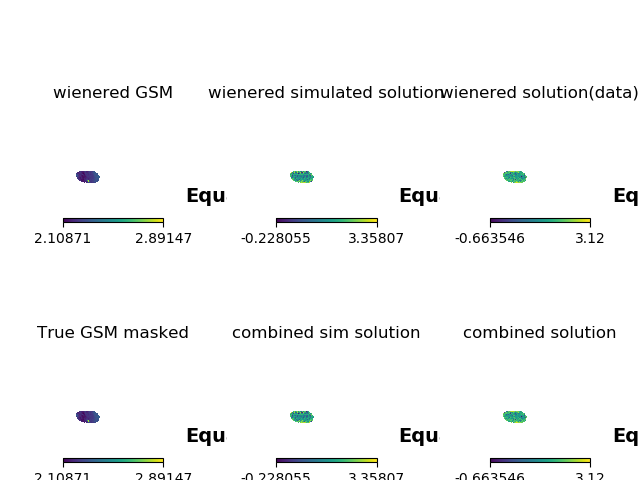 wienered GSM
wienered simulated solution
wienered solution(data)
Equ
Equ
Eq
2.10871 2.89147
-0.228055 3.35807
-0.663546 3.12
True GSM masked
combined sim solution
combined solution
Equ
Equ
Eq
2.10871 2.89147
-0.228055 3.35807
-0.663546 3.12